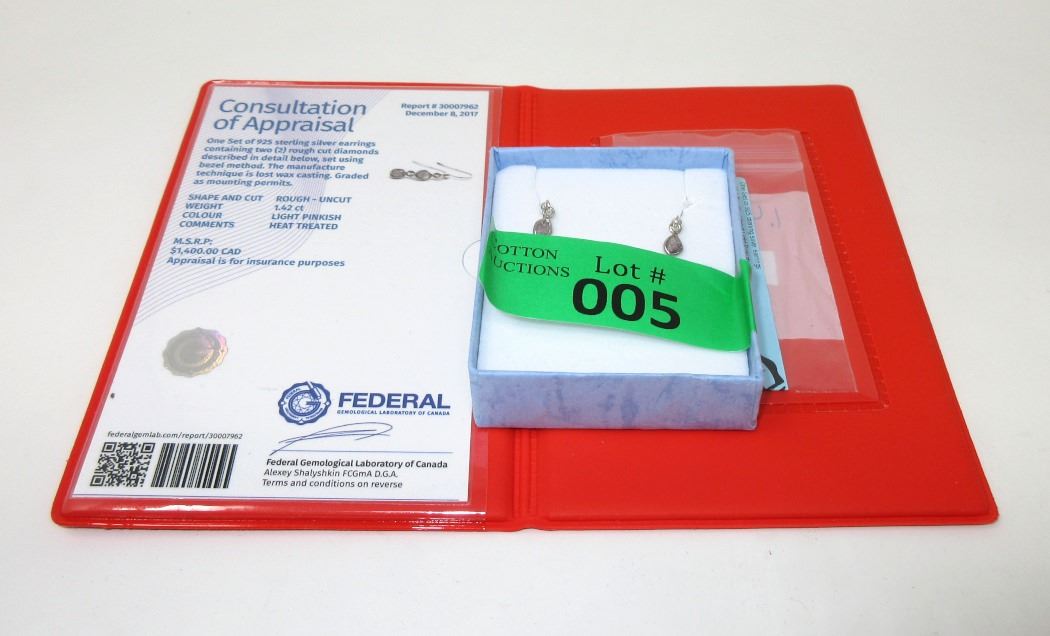 Consultation
of Appraisal
Report # 30007962
December 8, 2017
One Set of 925 sterling silver earrings
containing two (2) rough cut diamonds
described in detail below, set using
bezel method. The manufacture
technique is lost wax casting. Graded
as mounting permits.
SHAPE AND CUT ROUGH - UNCUT
WEIGHT 1.42 ct
COLOUR LIGHT PINKISH
COMMENTS HEAT TREATED
M.S.R.P:
$1,400.00 CAD
Appraisal is for insurance purposes
FEDERAL
GEMOLOGICAL LABORATORY OF CANADA
federalgemlab.com/report/30007962
Federal Gemological Laboratory of Canada
Alexey Shalyshkin FCGmA D.G.A.
Terms and conditions on reverse
OTTON
UCTIONS
Lot #
005